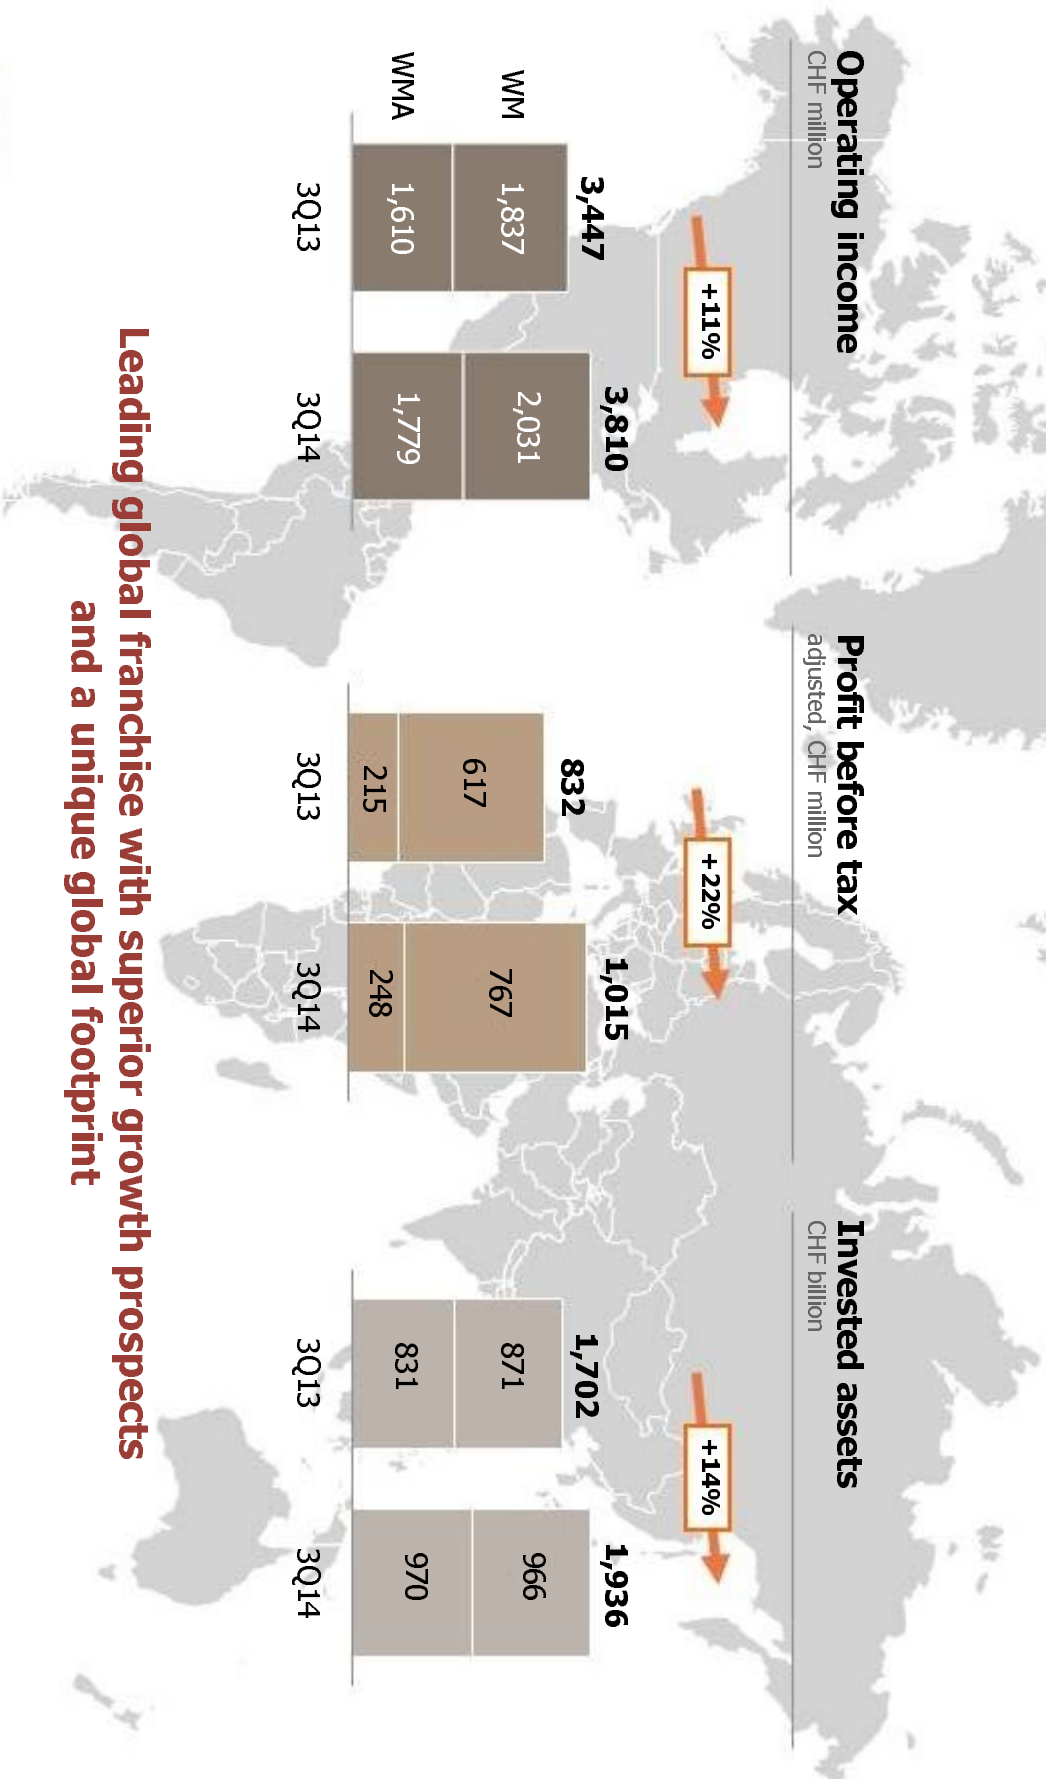 Operating income
CHF million
+11%
3,447
3,810
WM
1,837
2,031
WMA
1,610
1,779
3Q13
3Q14
Profit before tax
adjusted, CHF million
+22%
832
1,015
617
767
215
248
3Q13
3Q14
Invested assets
CHF billion
+14%
1,702
1,936
871
966
831
970
3Q13
3Q14
Leading global franchise with superior growth prospects
and a unique global footprint